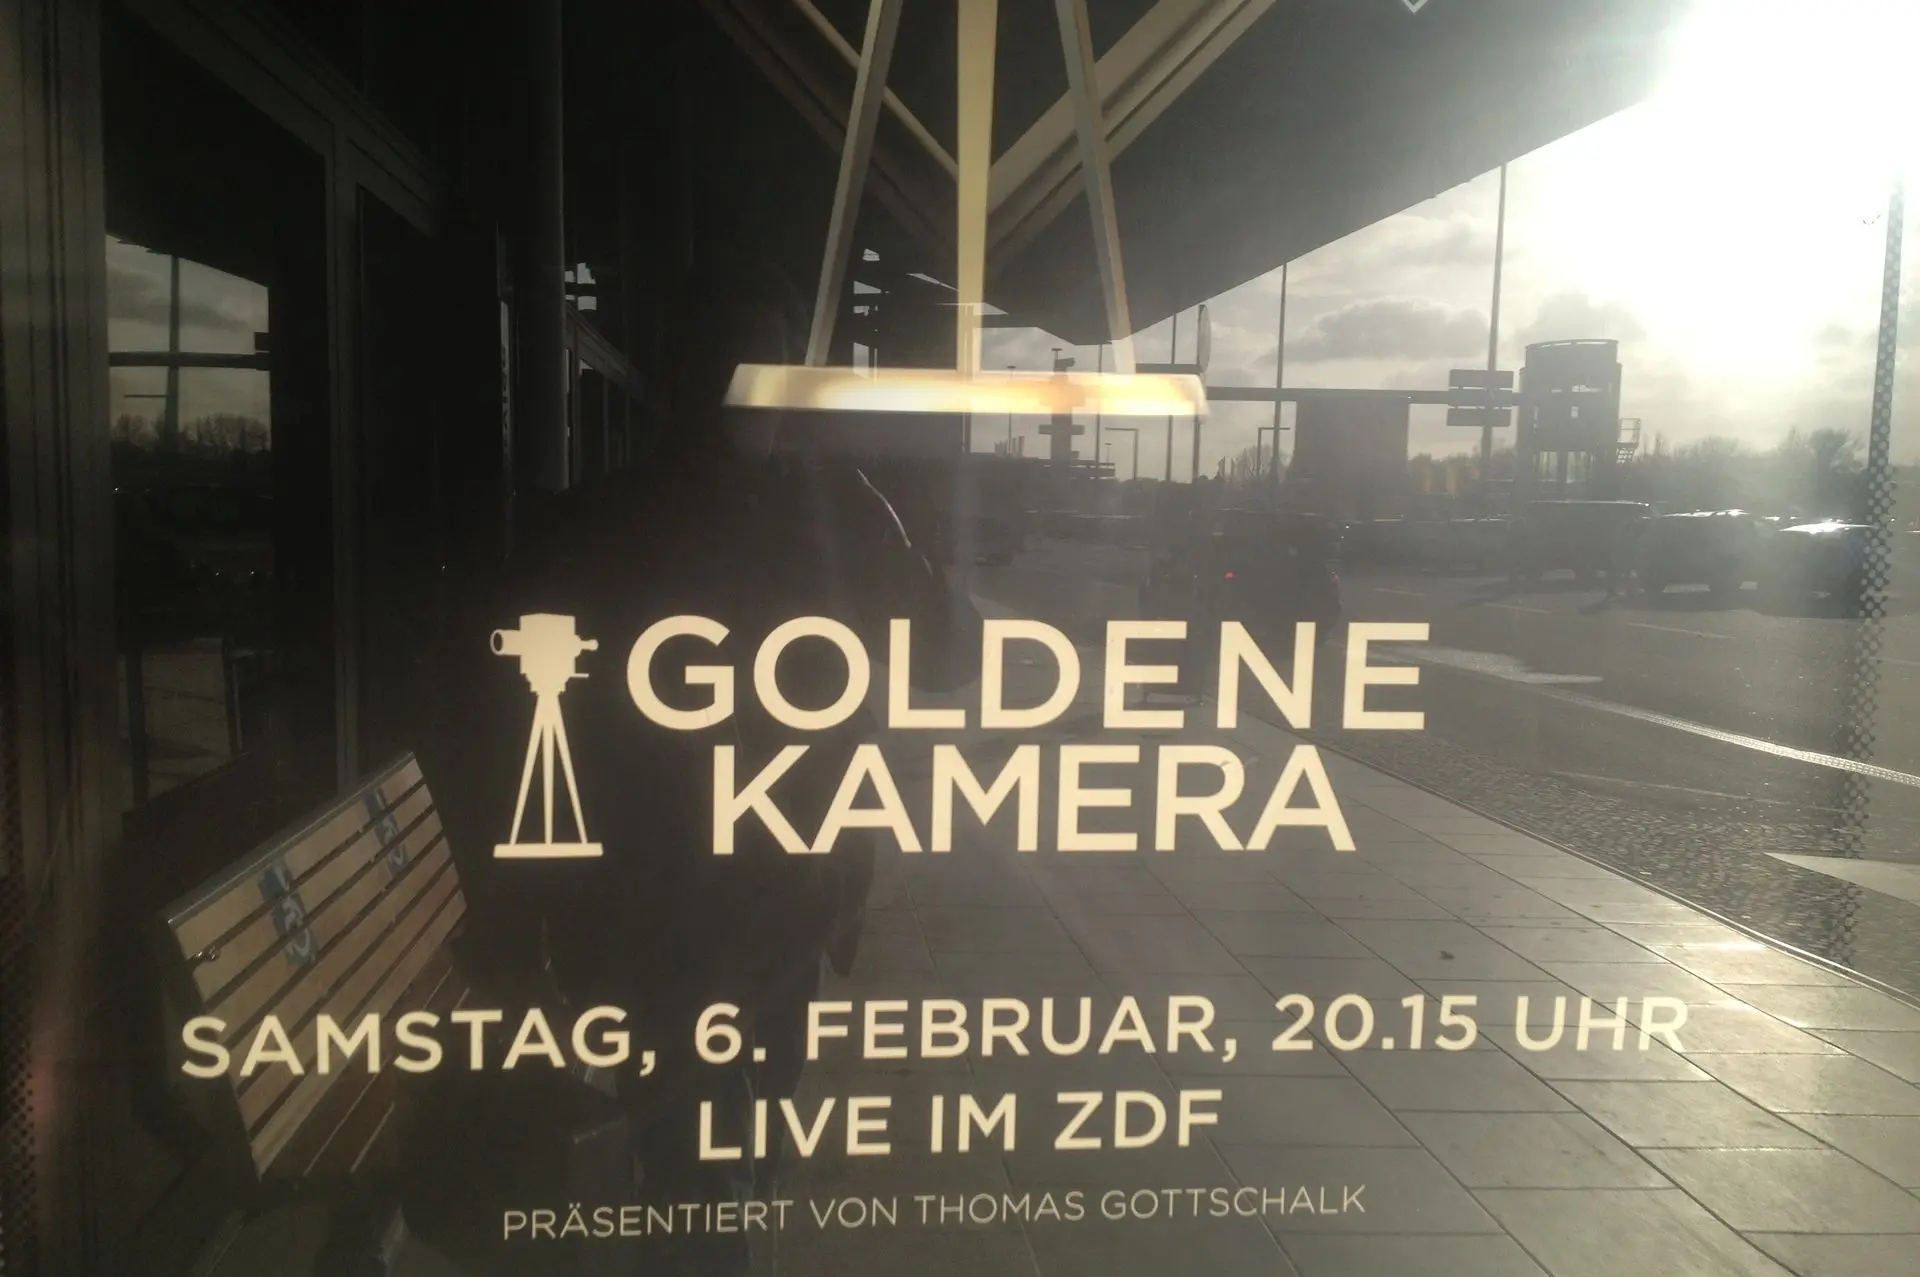 GOLDENE
KAMERA
SAMSTAG, 6. FEBRUAR, 20.15 UHR
LIVE IM ZDF
PRÄSENTIERT VON THOMAS GOTTSCHALK